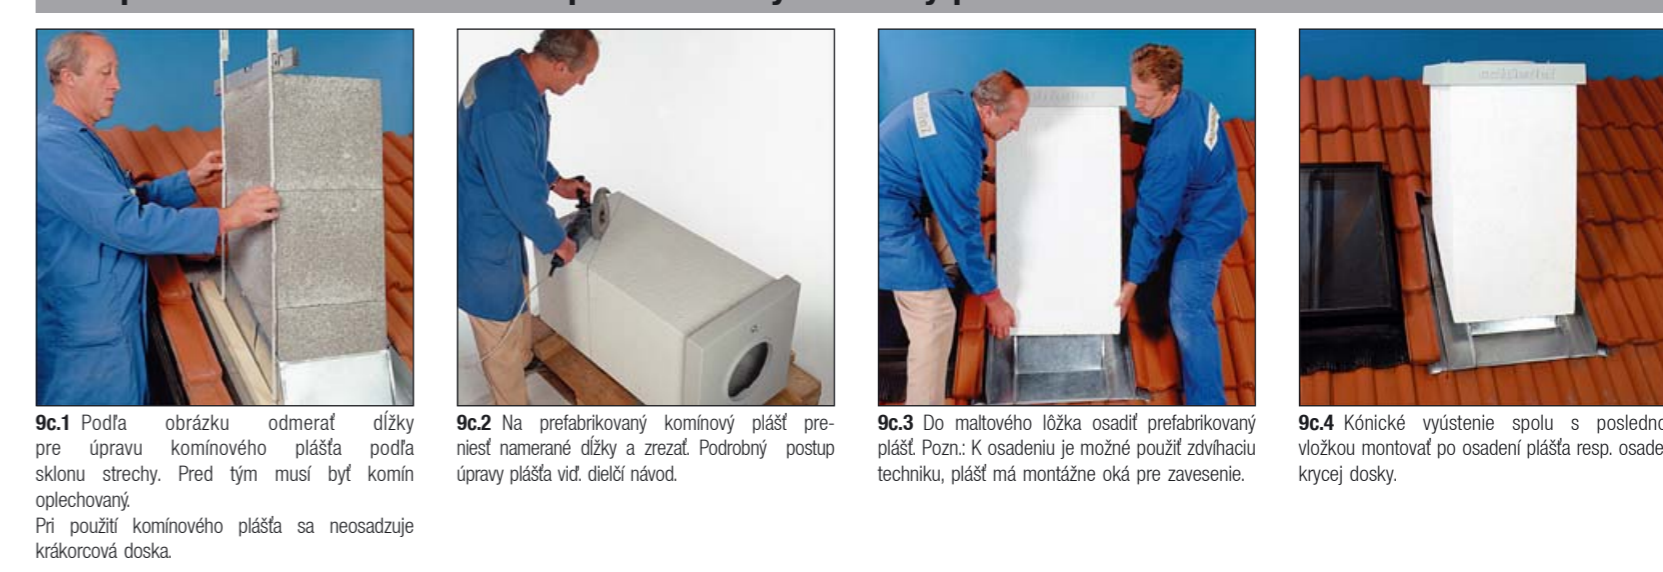 9c.1 Podľa obrázku odmerať dĺžky
pre úpravu komínového plášťa podľa
sklonu strechy. Pred tým musí byť komín
oplechovaný.
Pri použití komínového plášťa sa neosadzuje
krákorcová doska.
9c.2 Na prefabrikovaný komínový plášť pre-
niesť namerané dĺžky a zrezať. Podrobný postup
úpravy plášťa viď. dielčí návod.
9c.3 Do maltového lôžka osadiť prefabrikovaný
plášť. Pozn.: K osadeniu je možné použiť zdvíhaciu
techniku, plášť má montážne oká pre zavesenie.
9c.4 Kónické vyústenie spolu s posledno
vložkou montovať po osadení plášťa resp. osade
krycej dosky.